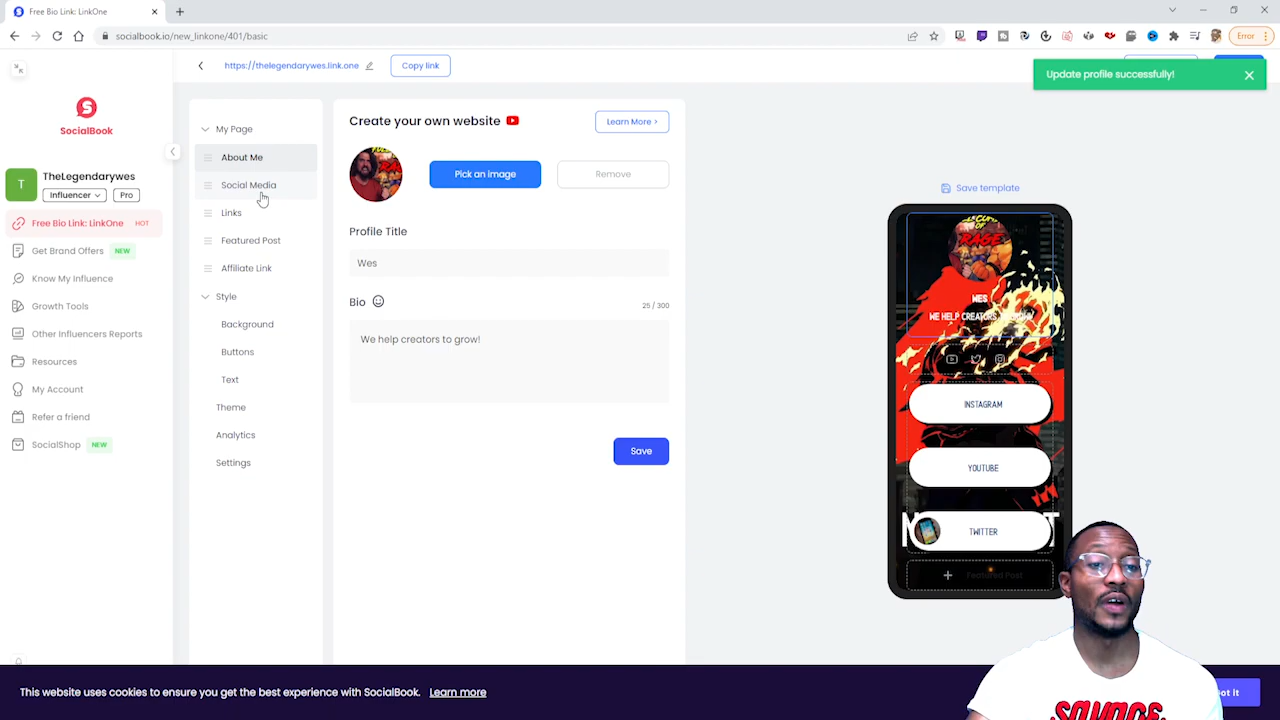 Free Bio Link: LinkOne
socialbook.io/new_linkone/401/basic
Error
https://thelegendarywes.link.one
Copy link
Update profile successfully!
SocialBook
T
TheLegendarywes
Influencer
Pro
Free Bio Link: LinkOne HOT
Get Brand Offers NEW
Know My Influence
Growth Tools
Other Influencers Reports
Resources
My Account
Refer a friend
SocialShop NEW
My Page
About Me
Social Media
Links
Featured Post
Affiliate Link
Style
Background
Buttons
Text
Theme
Analytics
Settings
Create your own website
Learn More >
Pick an image
Remove
Profile Title
Wes
Bio
25 / 300
We help creators to grow!
Save
Save template
RAGE
WES
WE HELP CREATORS
INSTAGRAM
YOUTUBE
TWITTER
+ Featured Post
This website uses cookies to ensure you get the best experience with SocialBook. Learn more
ot it
SAVAGE